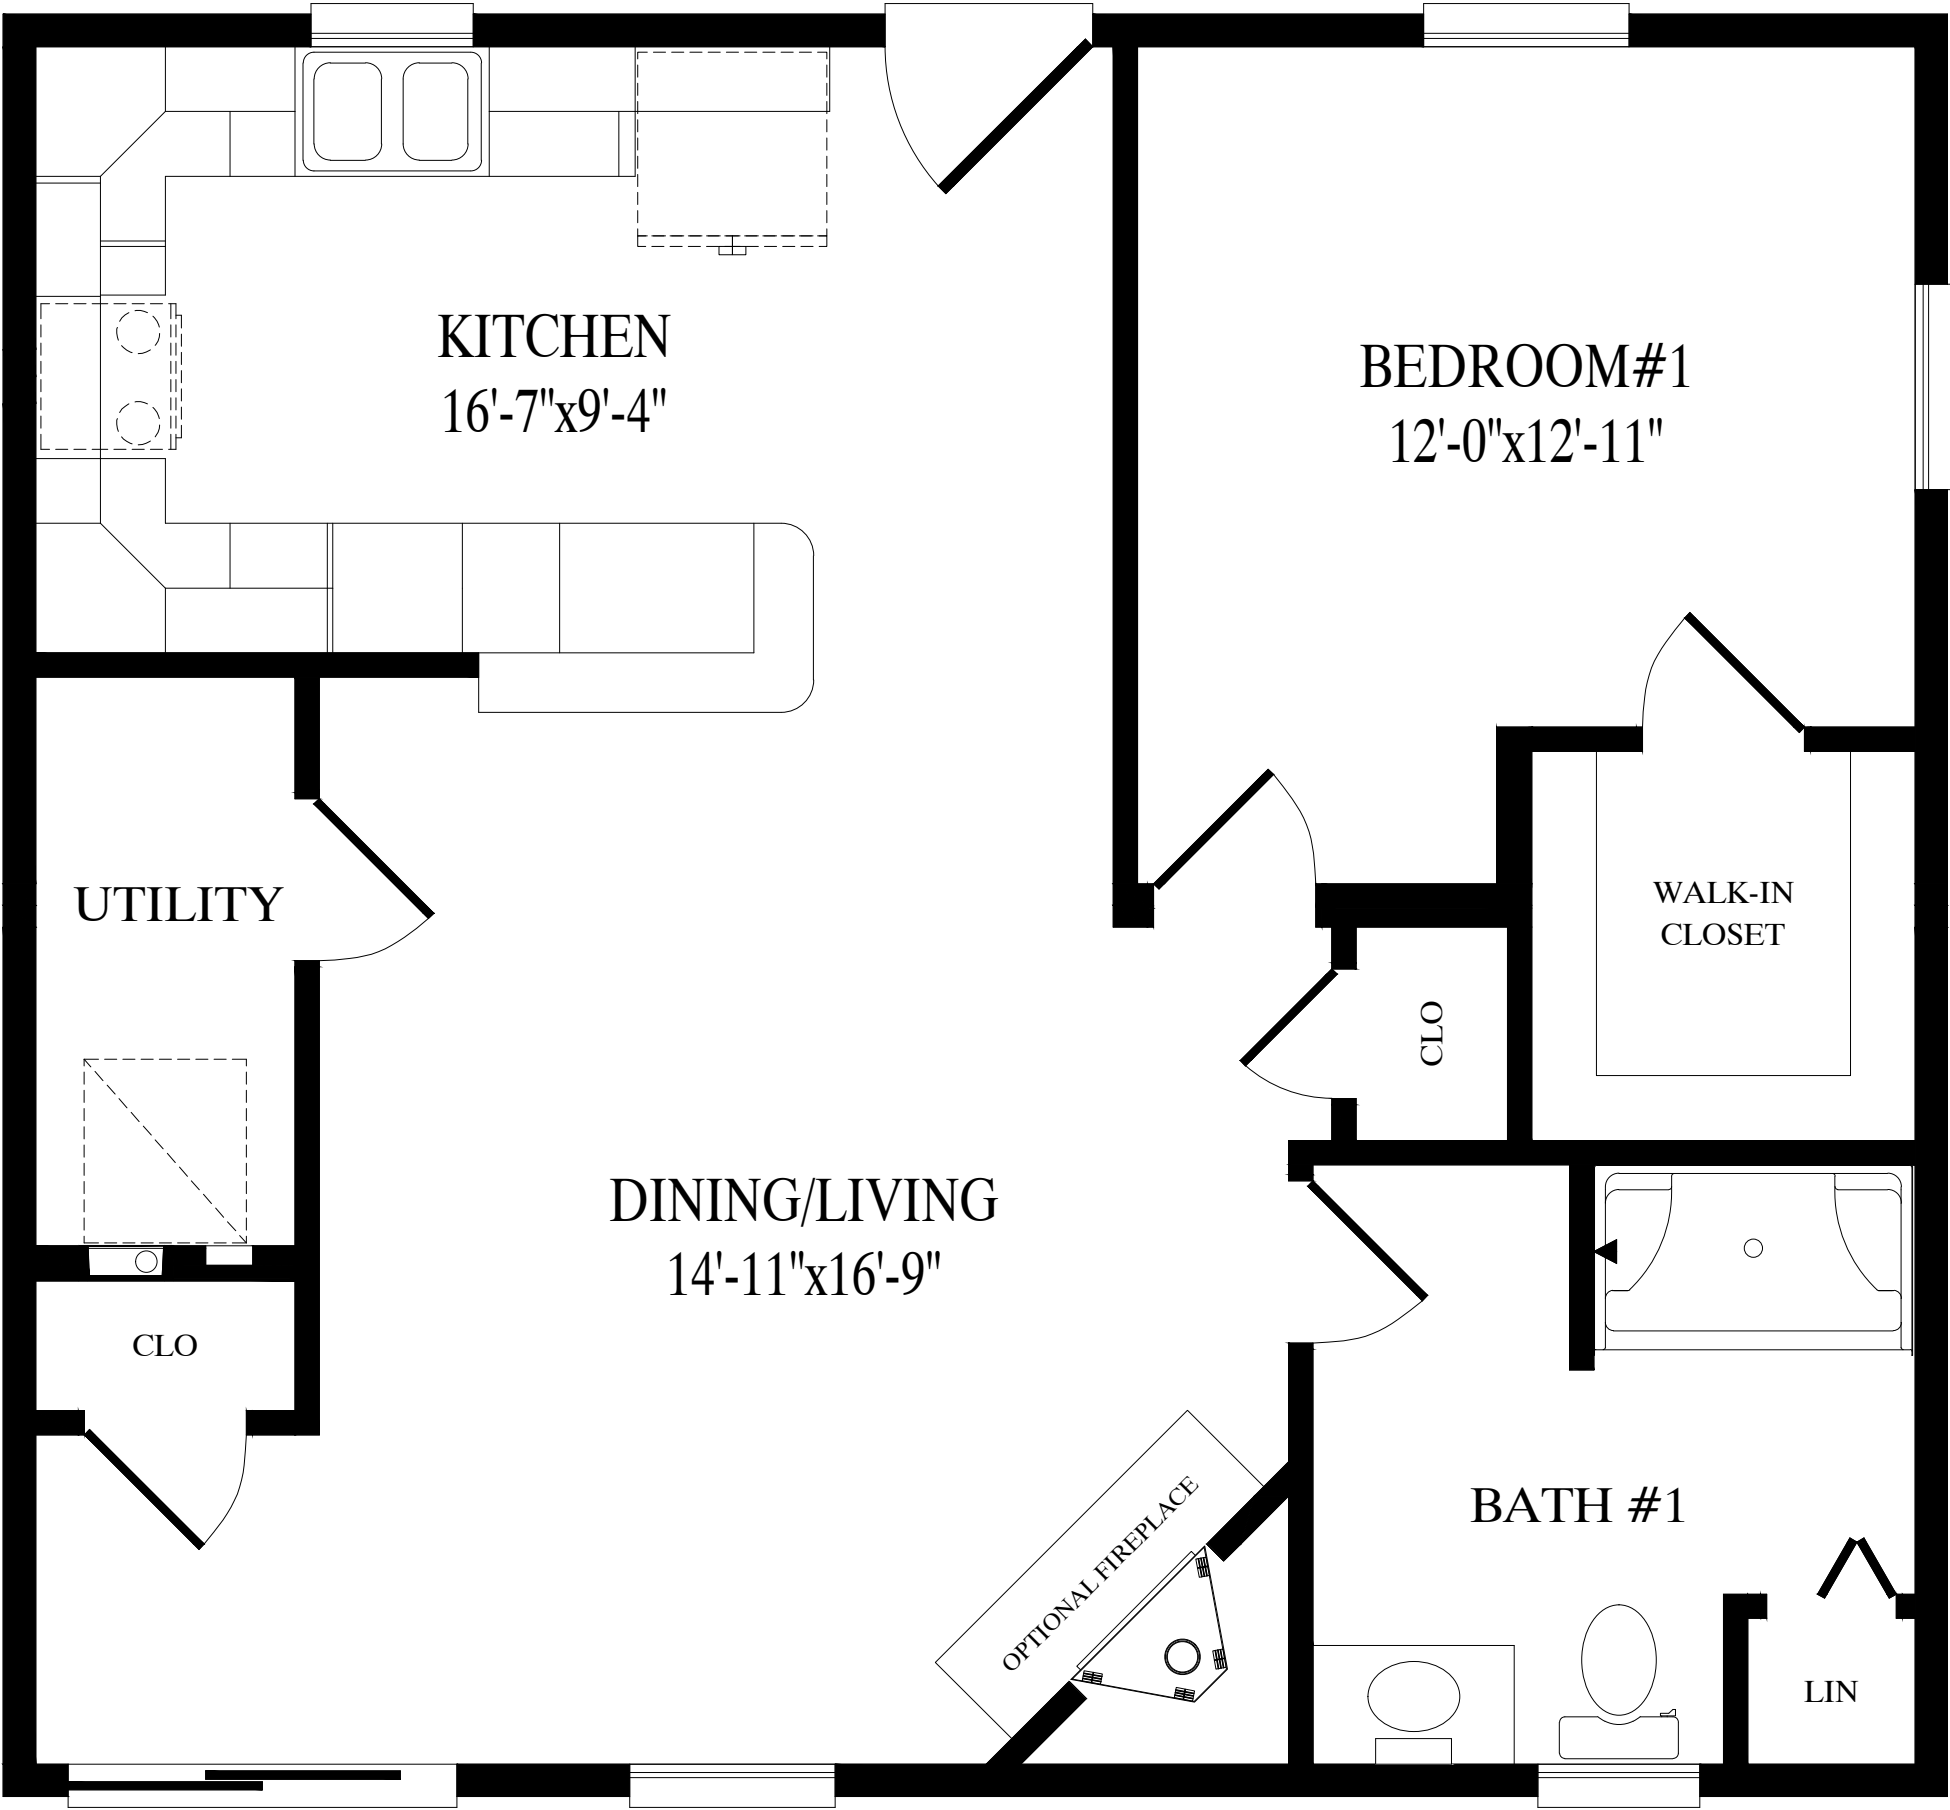 KITCHEN
16'-7"x9'-4"
BEDROOM#1
12'-0"x12'-11"
UTILITY
WALK-IN
CLOSET
CLO
DINING/LIVING
14'-11"x16'-9"
CLO
OPTIONAL FIREPLACE
BATH #1
LIN